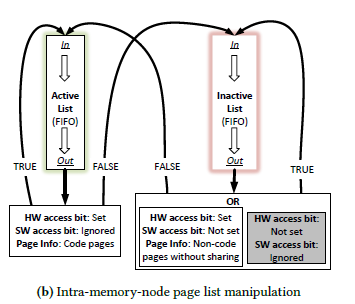 In
In
Active
List
(FIFO)
Inactive
List
(FIFO)
Out
Out
TRUE
FALSE
FALSE
TRUE
OR
HW access bit: Set
SW access bit: Ignored
Page Info: Code pages
HW access bit: Set
SW access bit: Not set
Page Info: Non-code
pages without sharing
HW access bit:
Not set
SW access bit:
Ignored
(b) Intra-memory-node page list manipulation